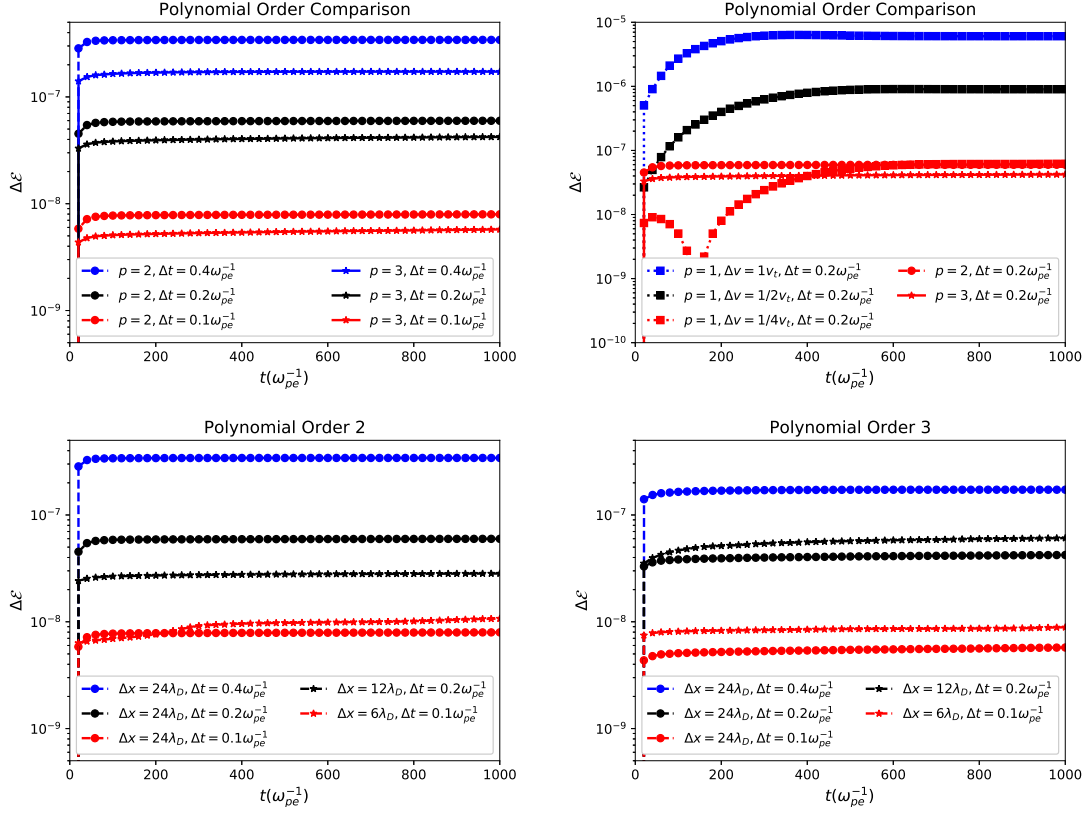 Polynomial Order Comparison
10⁻⁷
10⁻⁸
10⁻⁹
Δℰ
p = 2, Δt = 0.4ω_pe⁻¹
p = 2, Δt = 0.2ω_pe⁻¹
p = 2, Δt = 0.1ω_pe⁻¹
p = 3, Δt = 0.4ω_pe⁻¹
p = 3, Δt = 0.2ω_pe⁻¹
p = 3, Δt = 0.1ω_pe⁻¹
0 200 400 600 800 1000
t(ω_pe⁻¹)
Polynomial Order Comparison
10⁻⁵
10⁻⁶
10⁻⁷
10⁻⁸
10⁻⁹
10⁻¹⁰
Δℰ
p = 1, Δv = 1v_t, Δt = 0.2ω_pe⁻¹
p = 1, Δv = 1/2v_t, Δt = 0.2ω_pe⁻¹
p = 1, Δv = 1/4v_t, Δt = 0.2ω_pe⁻¹
p = 2, Δt = 0.2ω_pe⁻¹
p = 3, Δt = 0.2ω_pe⁻¹
0 200 400 600 800 1000
t(ω_pe⁻¹)
Polynomial Order 2
10⁻⁷
10⁻⁸
10⁻⁹
Δℰ
Δx = 24λ_D, Δt = 0.4ω_pe⁻¹
Δx = 24λ_D, Δt = 0.2ω_pe⁻¹
Δx = 24λ_D, Δt = 0.1ω_pe⁻¹
Δx = 12λ_D, Δt = 0.2ω_pe⁻¹
Δx = 6λ_D, Δt = 0.1ω_pe⁻¹
0 200 400 600 800 1000
t(ω_pe⁻¹)
Polynomial Order 3
10⁻⁷
10⁻⁸
10⁻⁹
Δℰ
Δx = 24λ_D, Δt = 0.4ω_pe⁻¹
Δx = 24λ_D, Δt = 0.2ω_pe⁻¹
Δx = 24λ_D, Δt = 0.1ω_pe⁻¹
Δx = 12λ_D, Δt = 0.2ω_pe⁻¹
Δx = 6λ_D, Δt = 0.1ω_pe⁻¹
0 200 400 600 800 1000
t(ω_pe⁻¹)